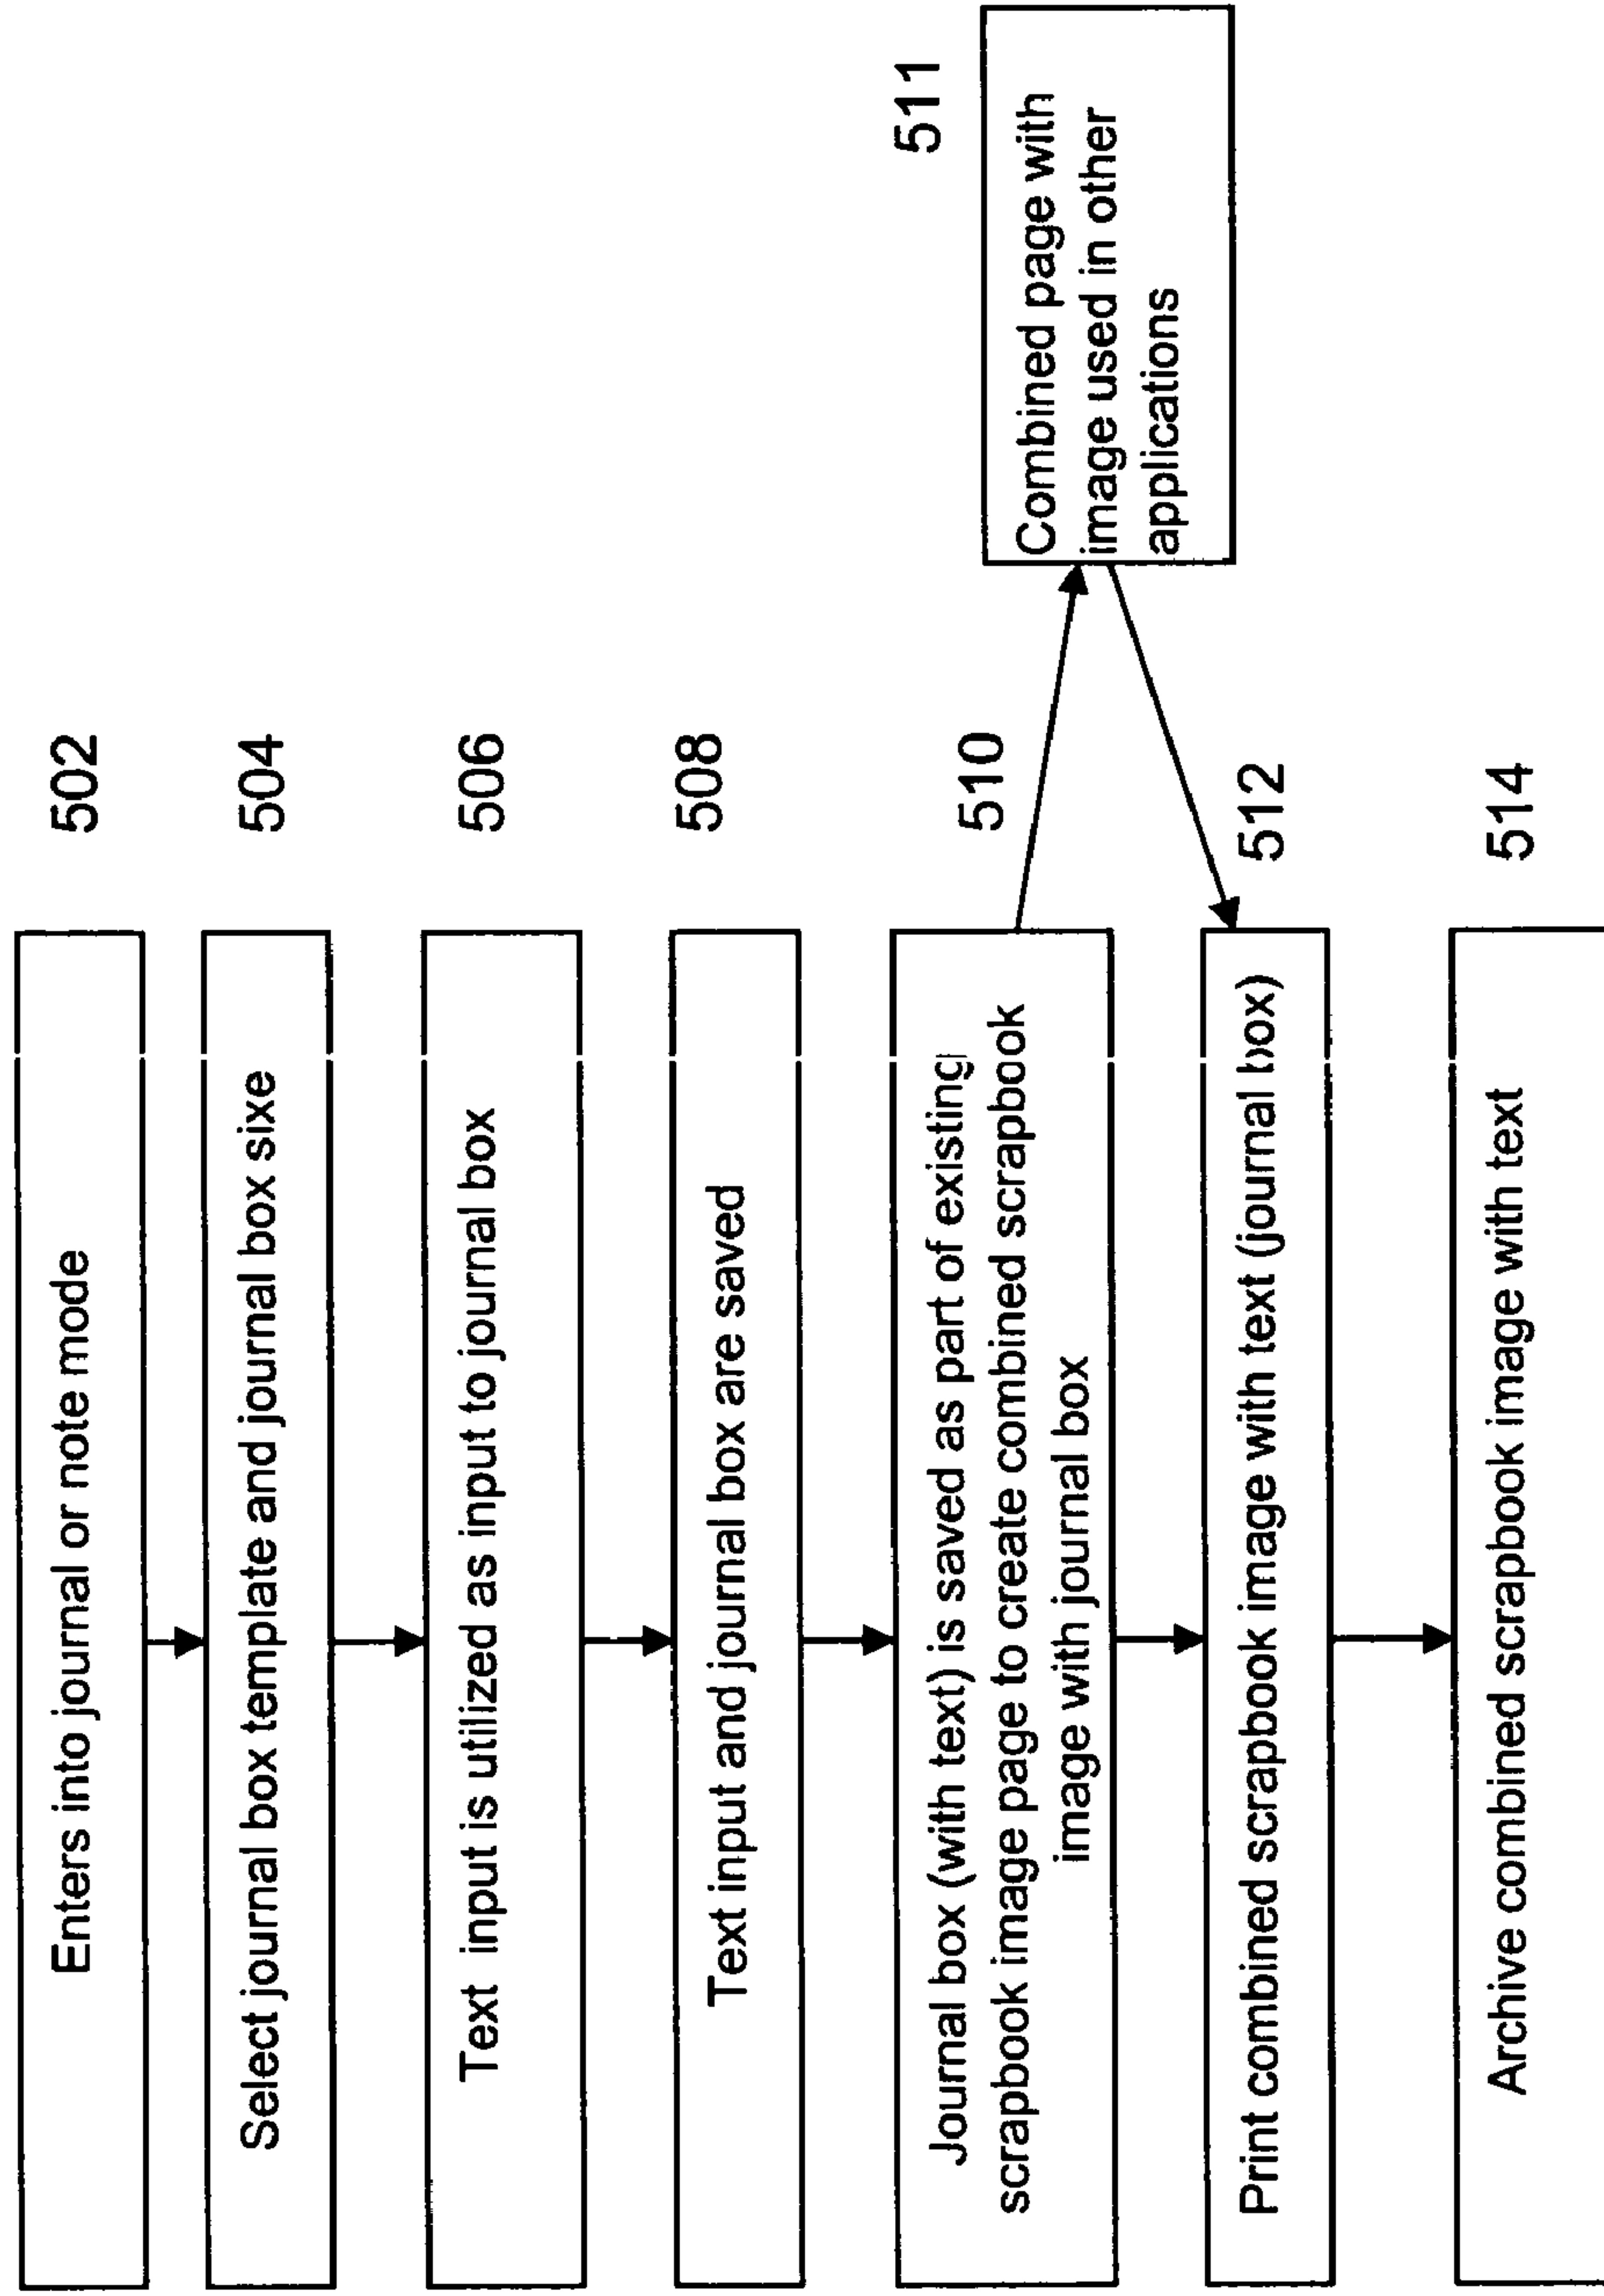 502
Enters into journal or note mode
504
Select journal box template and journal box sixe
506
Text input is utilized as input to journal box
508
Text input and journal box are saved
510
Journal box (with text) is saved as part of existing
scrapbook image page to create combined scrapbook
image with journal box
511
Combined page with
image used in other
applications
512
Print combined scrapbook image with text (journal box)
514
Archive combined scrapbook image with text